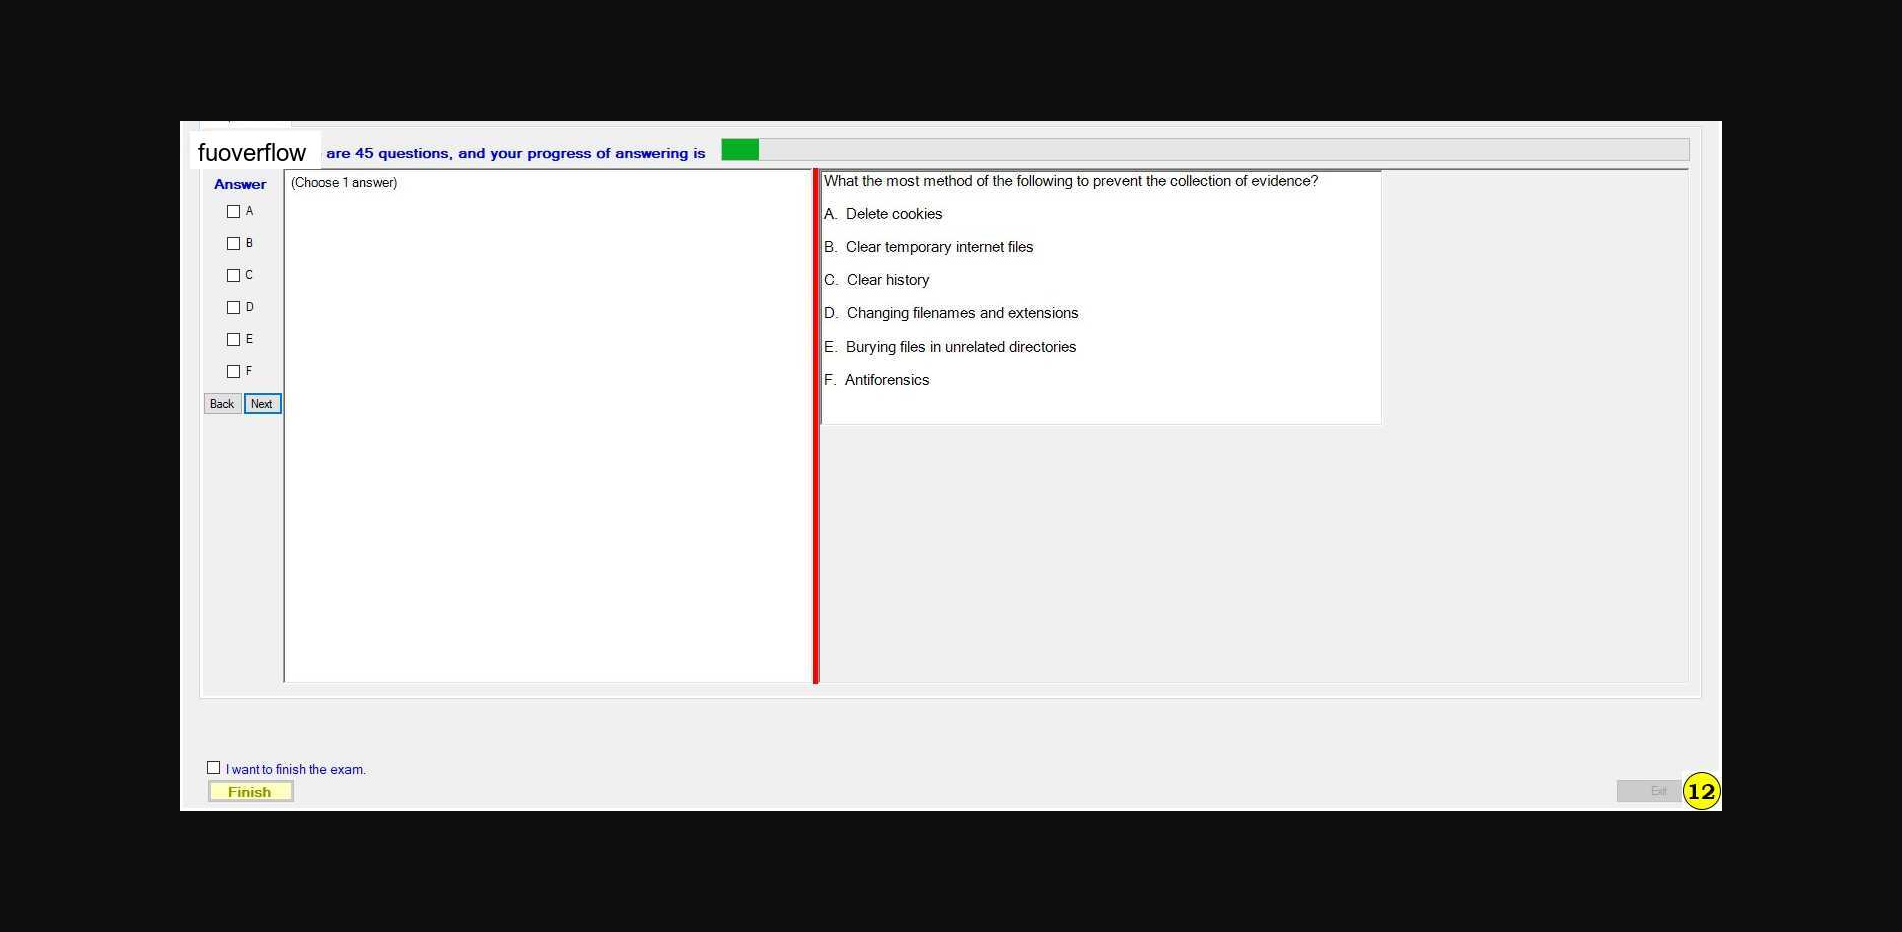 fuoverflow are 45 questions, and your progress of answering is
Answer
(Choose 1 answer)
A
B
C
D
E
F
Back Next
What the most method of the following to prevent the collection of evidence?
A. Delete cookies
B. Clear temporary internet files
C. Clear history
D. Changing filenames and extensions
E. Burying files in unrelated directories
F. Antiforensics
I want to finish the exam.
Finish
Exit
12